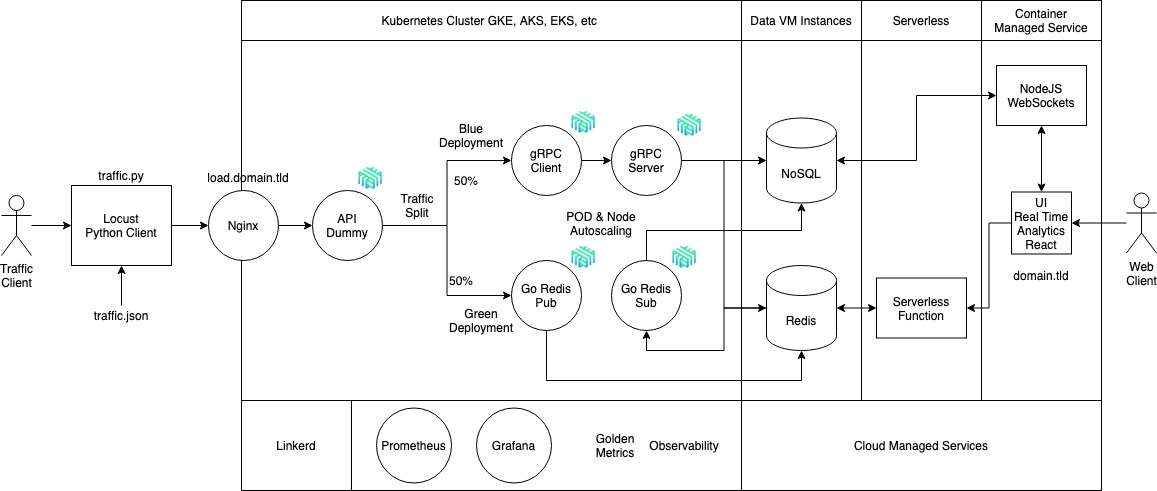 Kubernetes Cluster GKE, AKS, EKS, etc
Data VM Instances
Serverless
Container
Managed Service
NodeJS
WebSockets
Blue
Deployment
gRPC
Client
gRPC
Server
NoSQL
traffic.py
load.domain.tld
50%
Locust
Python Client
Nginx
API
Dummy
Traffic
Split
POD & Node
Autoscaling
UI
Real Time
Analytics
React
Traffic
Client
Web
Client
domain.tld
50%
Go Redis
Pub
Go Redis
Sub
Redis
Serverless
Function
traffic.json
Green
Deployment
Linkerd
Prometheus
Grafana
Golden
Metrics
Observability
Cloud Managed Services